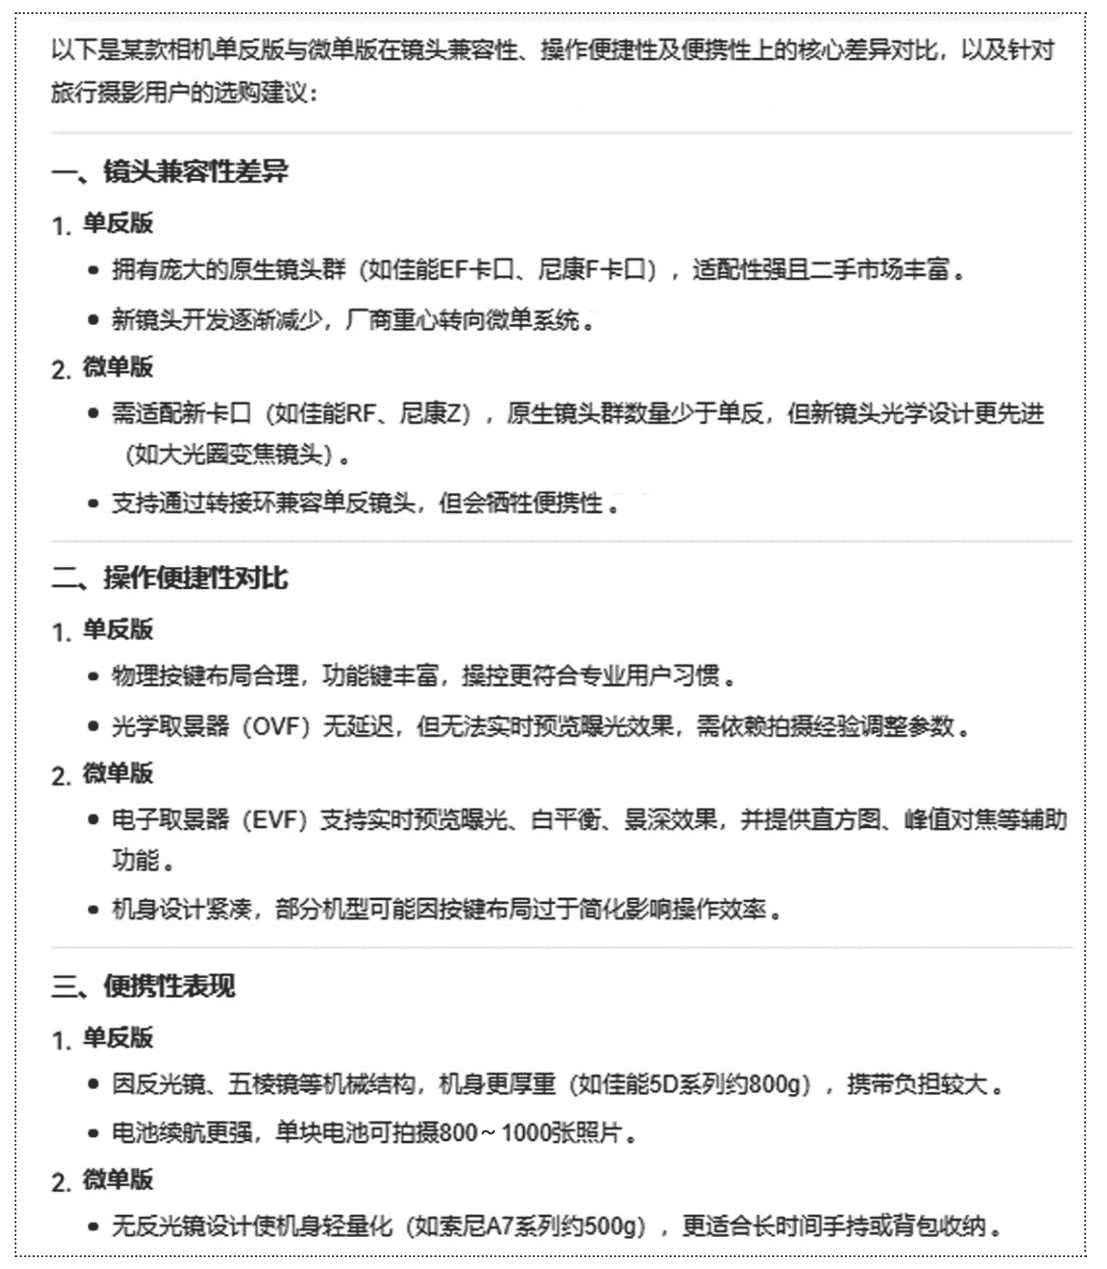 以下是某款相机单反版与微单版在镜头兼容性、操作便捷性及便携性上的核心差异对比，以及针对
旅行摄影用户的选购建议：
一、镜头兼容性差异
1. 单反版
• 拥有庞大的原生镜头群（如佳能EF卡口、尼康F卡口），适配性强且二手市场丰富。
• 新镜头开发逐渐减少，厂商重心转向微单系统。
2. 微单版
• 需适配新卡口（如佳能RF、尼康Z），原生镜头群数量少于单反，但新镜头光学设计更先进
（如大光圈变焦镜头）。
• 支持通过转接环兼容单反镜头，但会牺牲便携性。
二、操作便捷性对比
1. 单反版
• 物理按键布局合理，功能键丰富，操控更符合专业用户习惯。
• 光学取景器（OVF）无延迟，但无法实时预览曝光效果，需依赖拍摄经验调整参数。
2. 微单版
• 电子取景器（EVF）支持实时预览曝光、白平衡、景深效果，并提供直方图、峰值对焦等辅助
功能。
• 机身设计紧凑，部分机型可能因按键布局过于简化影响操作效率。
三、便携性表现
1. 单反版
• 因反光镜、五棱镜等机械结构，机身更厚重（如佳能5D系列约800g），携带负担较大。
• 电池续航更强，单块电池可拍摄800～1000张照片。
2. 微单版
• 无反光镜设计使机身轻量化（如索尼A7系列约500g），更适合长时间手持或背包收纳。